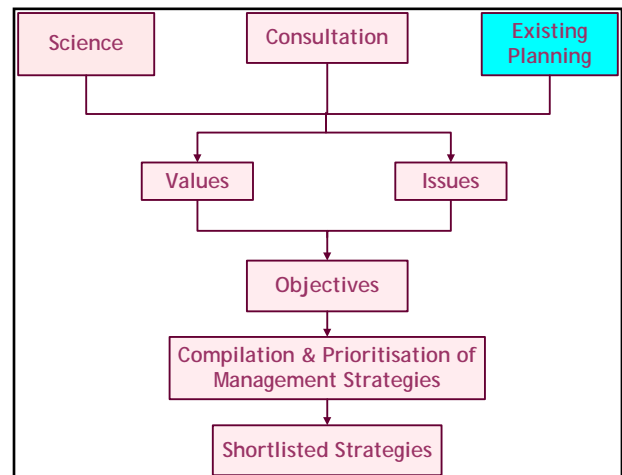 Science
Consultation
Existing
Planning
Values
Issues
Objectives
Compilation & Prioritisation of
Management Strategies
Shortlisted Strategies